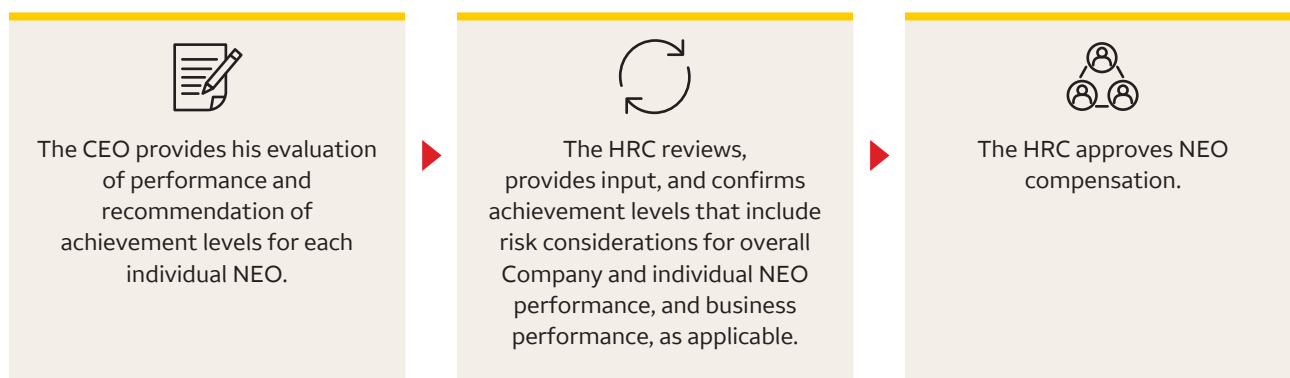 The CEO provides his evaluation
of performance and
recommendation of
achievement levels for each
individual NEO.
The HRC reviews,
provides input, and confirms
achievement levels that include
risk considerations for overall
Company and individual NEO
performance, and business
performance, as applicable.
The HRC approves NEO
compensation.